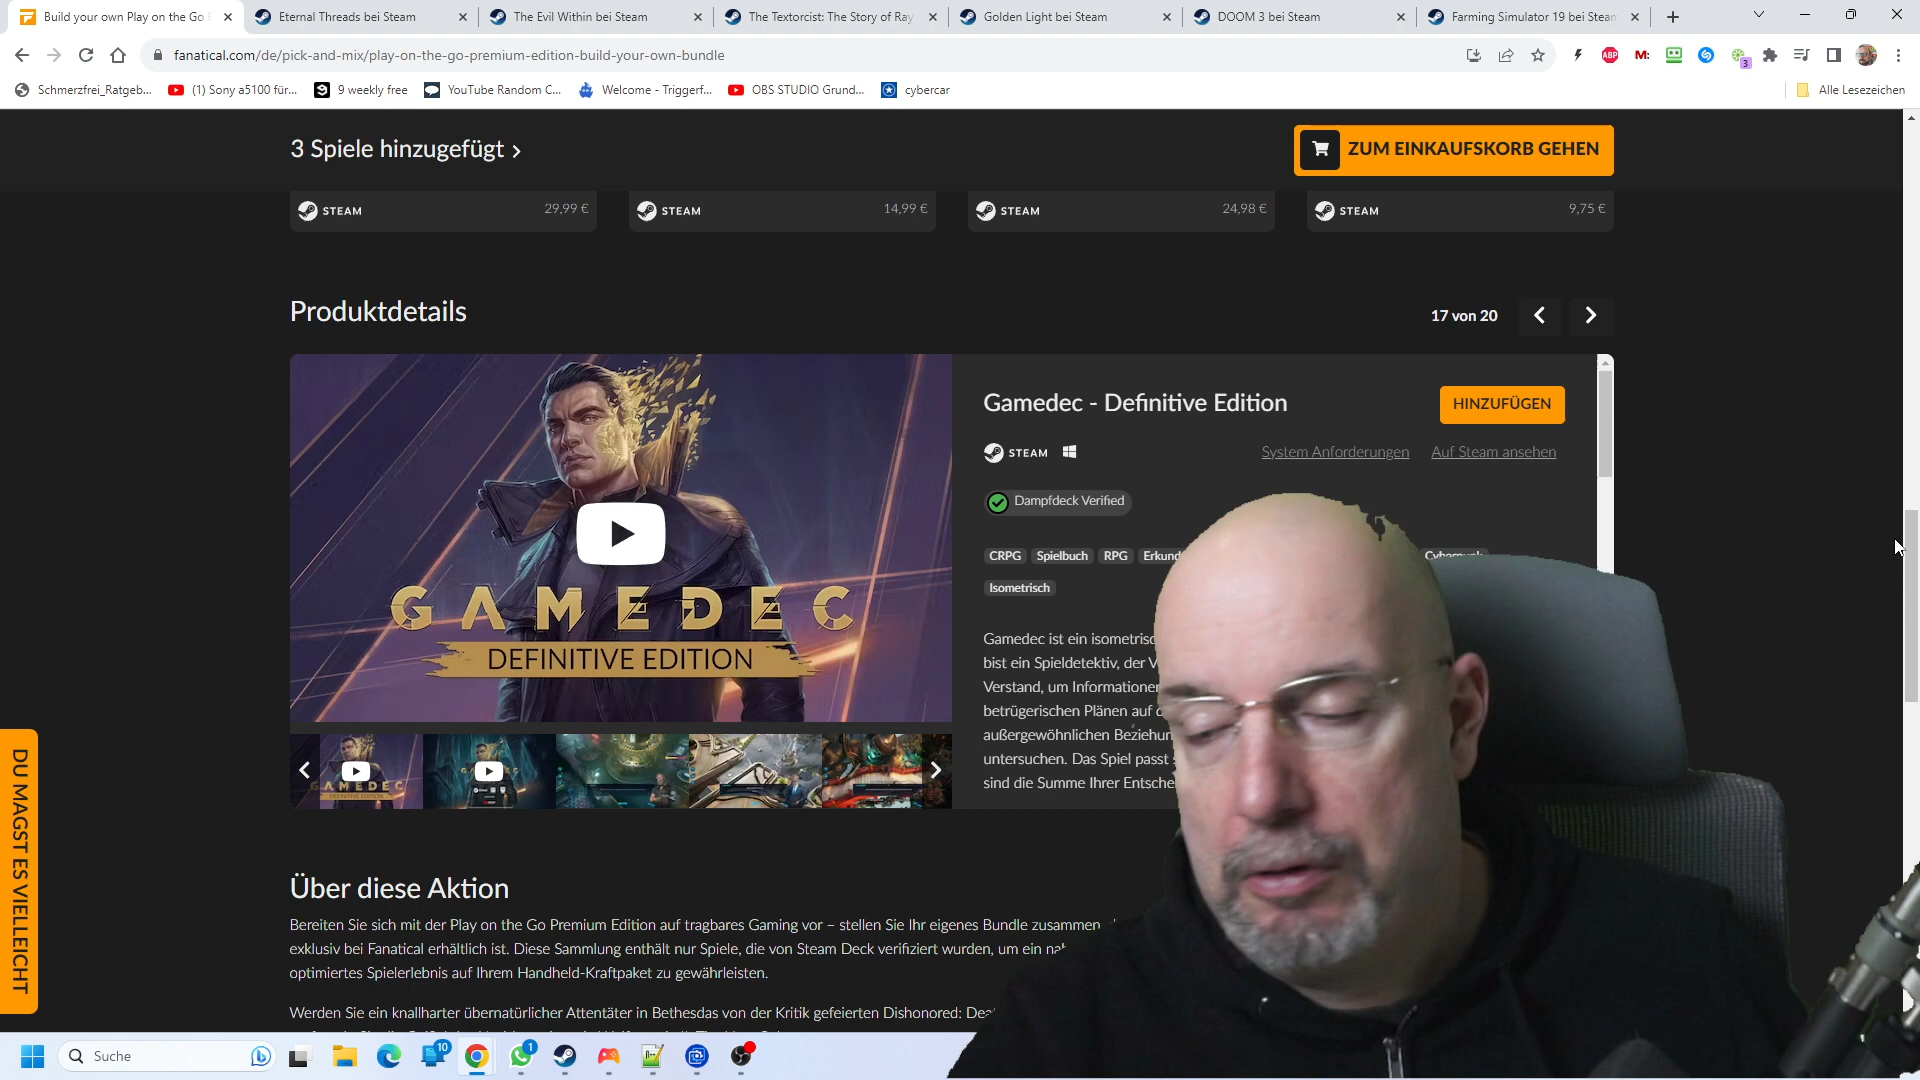 Build your own Play on the Go
Eternal Threads bei Steam
The Evil Within bei Steam
The Textorcist: The Story of Ray
Golden Light bei Steam
DOOM 3 bei Steam
Farming Simulator 19 bei Steam
fanatical.com/de/pick-and-mix/play-on-the-go-premium-edition-build-your-own-bundle
ABP
M:
3
Schmerzfrei_Ratgeb...
(1) Sony a5100 für...
9 weekly free
YouTube Random C...
Welcome - Triggerf...
OBS STUDIO Grund...
cybercar
Alle Lesezeichen
3 Spiele hinzugefügt
ZUM EINKAUFSKORB GEHEN
STEAM 29,99 €
STEAM 14,99 €
STEAM 24,98 €
STEAM 9,75 €
Produktdetails
17 von 20
GAMEDEC
DEFINITIVE EDITION
Gamedec - Definitive Edition
HINZUFÜGEN
STEAM
System Anforderungen
Auf Steam ansehen
Dampfdeck Verified
CRPG Spielbuch RPG Erkund Cyberpunk
Isometrisch
Gamedec ist ein isometrisc
bist ein Spieldetektiv, der V
Verstand, um Informationen
betrügerischen Plänen auf d
außergewöhnlichen Beziehun
untersuchen. Das Spiel passt s
sind die Summe Ihrer Entsche
DU MAGST ES VIELLEICHT
Über diese Aktion
Bereiten Sie sich mit der Play on the Go Premium Edition auf tragbares Gaming vor – stellen Sie Ihr eigenes Bundle zusammen,
exklusiv bei Fanatical erhältlich ist. Diese Sammlung enthält nur Spiele, die von Steam Deck verifiziert wurden, um ein nah
optimiertes Spielerlebnis auf Ihrem Handheld-Kraftpaket zu gewährleisten.
Werden Sie ein knallharter übernatürlicher Attentäter in Bethesdas von der Kritik gefeierten Dishonored: Dea
Suche
10
1